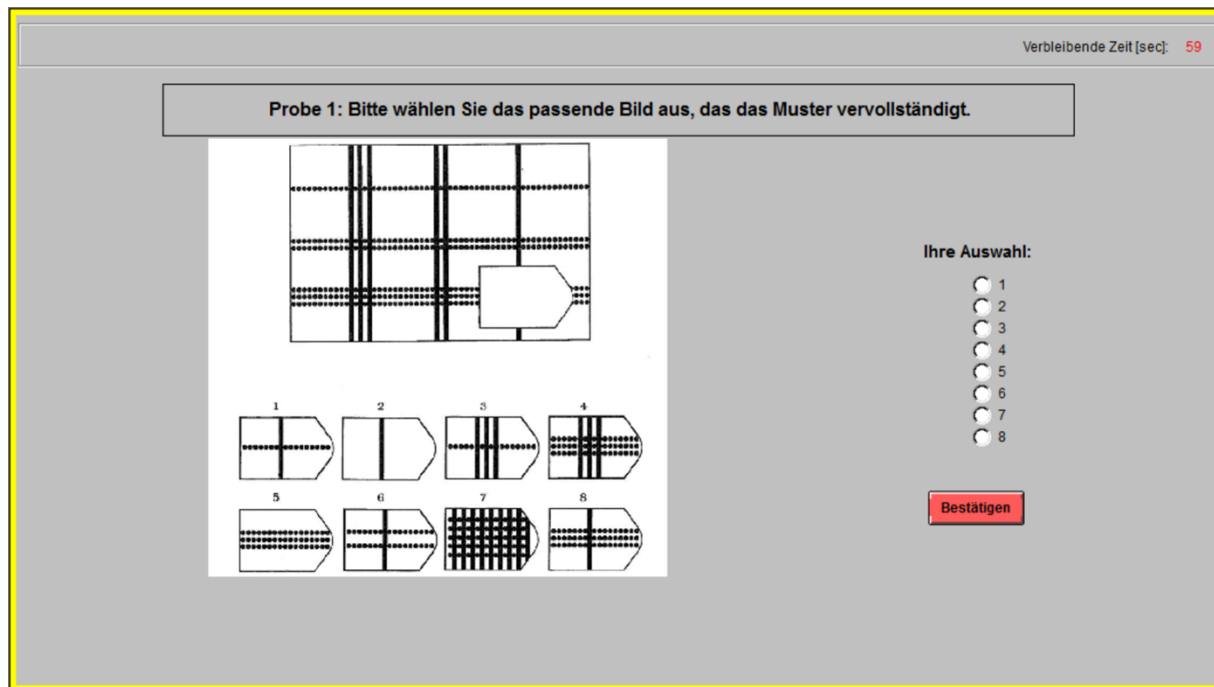 Verbleibende Zeit [sec]: 59
Probe 1: Bitte wählen Sie das passende Bild aus, das das Muster vervollständigt.
1 2 3 4
5 6 7 8
Ihre Auswahl:
1
2
3
4
5
6
7
8
Bestätigen